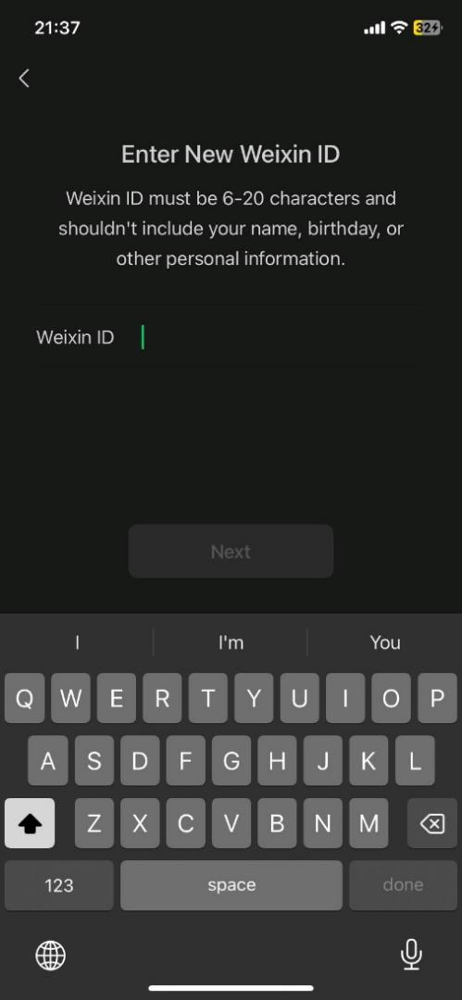 21:37
32
Enter New Weixin ID
Weixin ID must be 6-20 characters and
shouldn't include your name, birthday, or
other personal information.
Weixin ID
Next
I I'm You
Q W E R T Y U I O P
A S D F G H J K L
Z X C V B N M
123 space done